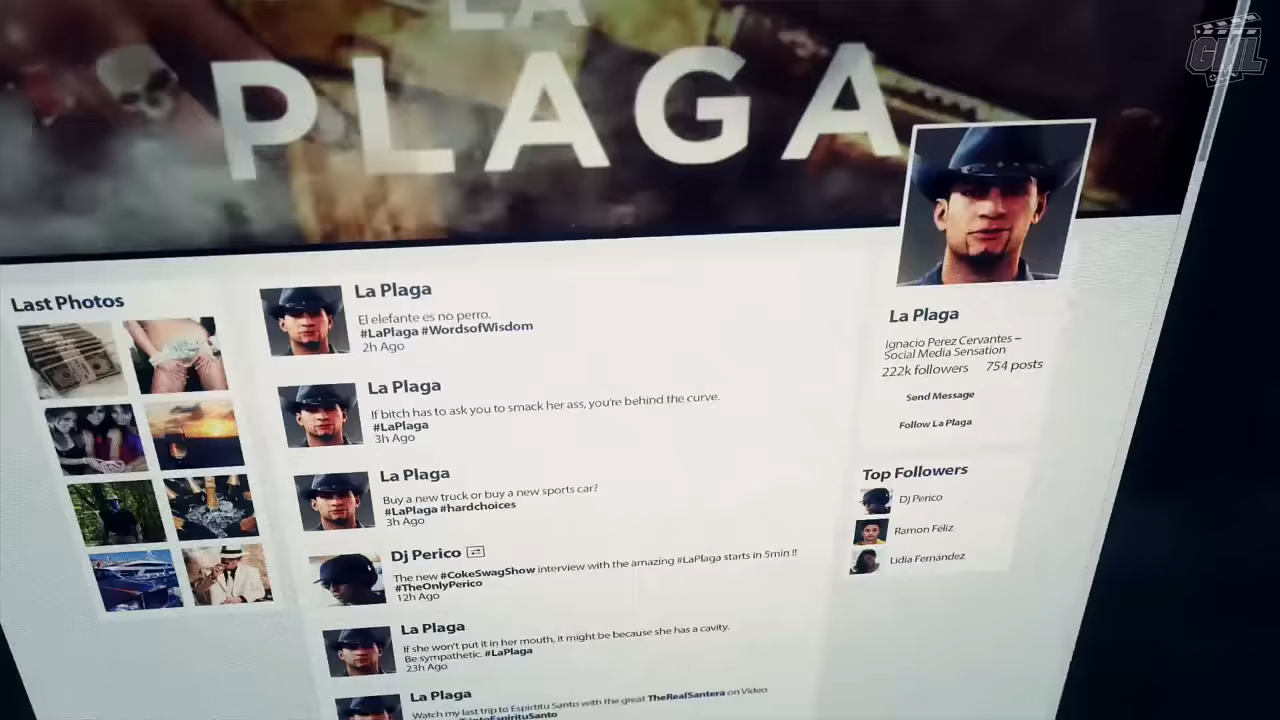 LA
PLAGA
GML
Last Photos
La Plaga
El elefante es no perro.
#LaPlaga #WordsofWisdom
2h Ago
La Plaga
If bitch has to ask you to smack her ass, you're behind the curve.
#LaPlaga
3h Ago
La Plaga
Buy a new truck or buy a new sports car?
#LaPlaga #hardchoices
3h Ago
Dj Perico
The new #CokeSwagShow interview with the amazing #LaPlaga starts in 5min !!
#TheOnlyPerico
12h Ago
La Plaga
If she won't put it in her mouth, it might be because she has a cavity.
Be sympathetic. #LaPlaga
23h Ago
La Plaga
Watch my last trip to Espirtitu Santo with the great TheRealSantera on Video
La Plaga
Ignacio Perez Cervantes –
Social Media Sensation
222k followers 754 posts
Send Message
Follow La Plaga
Top Followers
Dj Perico
Ramon Féliz
Lidia Fernández